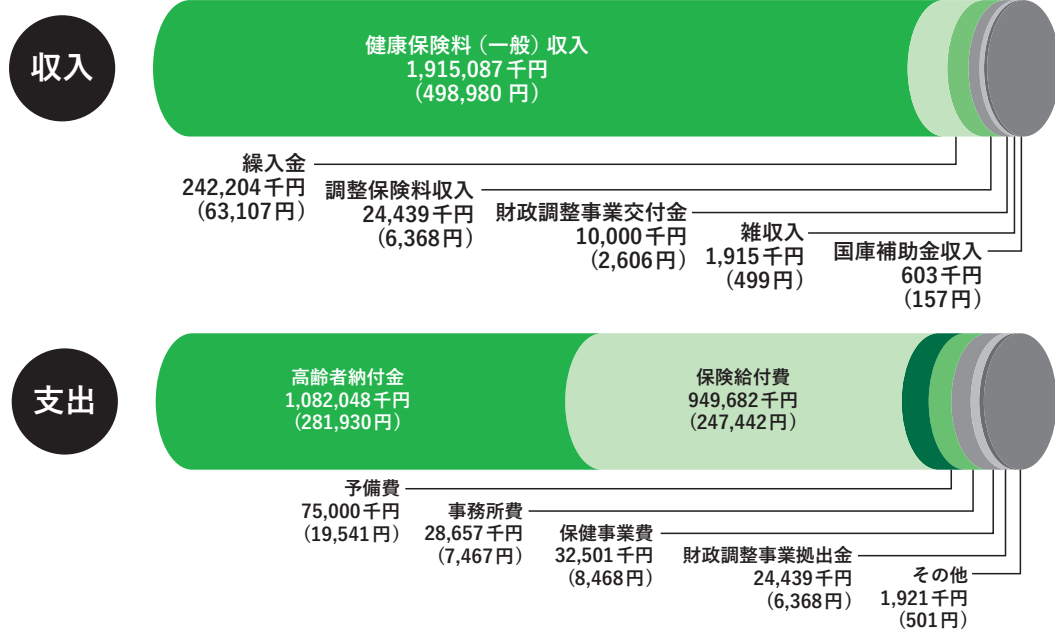 収入
健康保険料（一般）収入
1,915,087千円
(498,980 円)
繰入金
242,204千円
(63,107円)
調整保険料収入
24,439千円
(6,368円)
財政調整事業交付金
10,000千円
(2,606円)
雑収入
1,915千円
(499円)
国庫補助金収入
603千円
(157円)
支出
高齢者納付金
1,082,048千円
(281,930円)
保険給付費
949,682千円
(247,442円)
予備費
75,000千円
(19,541円)
事務所費
28,657千円
(7,467円)
保健事業費
32,501千円
(8,468円)
財政調整事業拠出金
24,439千円
(6,368円)
その他
1,921千円
(501円)